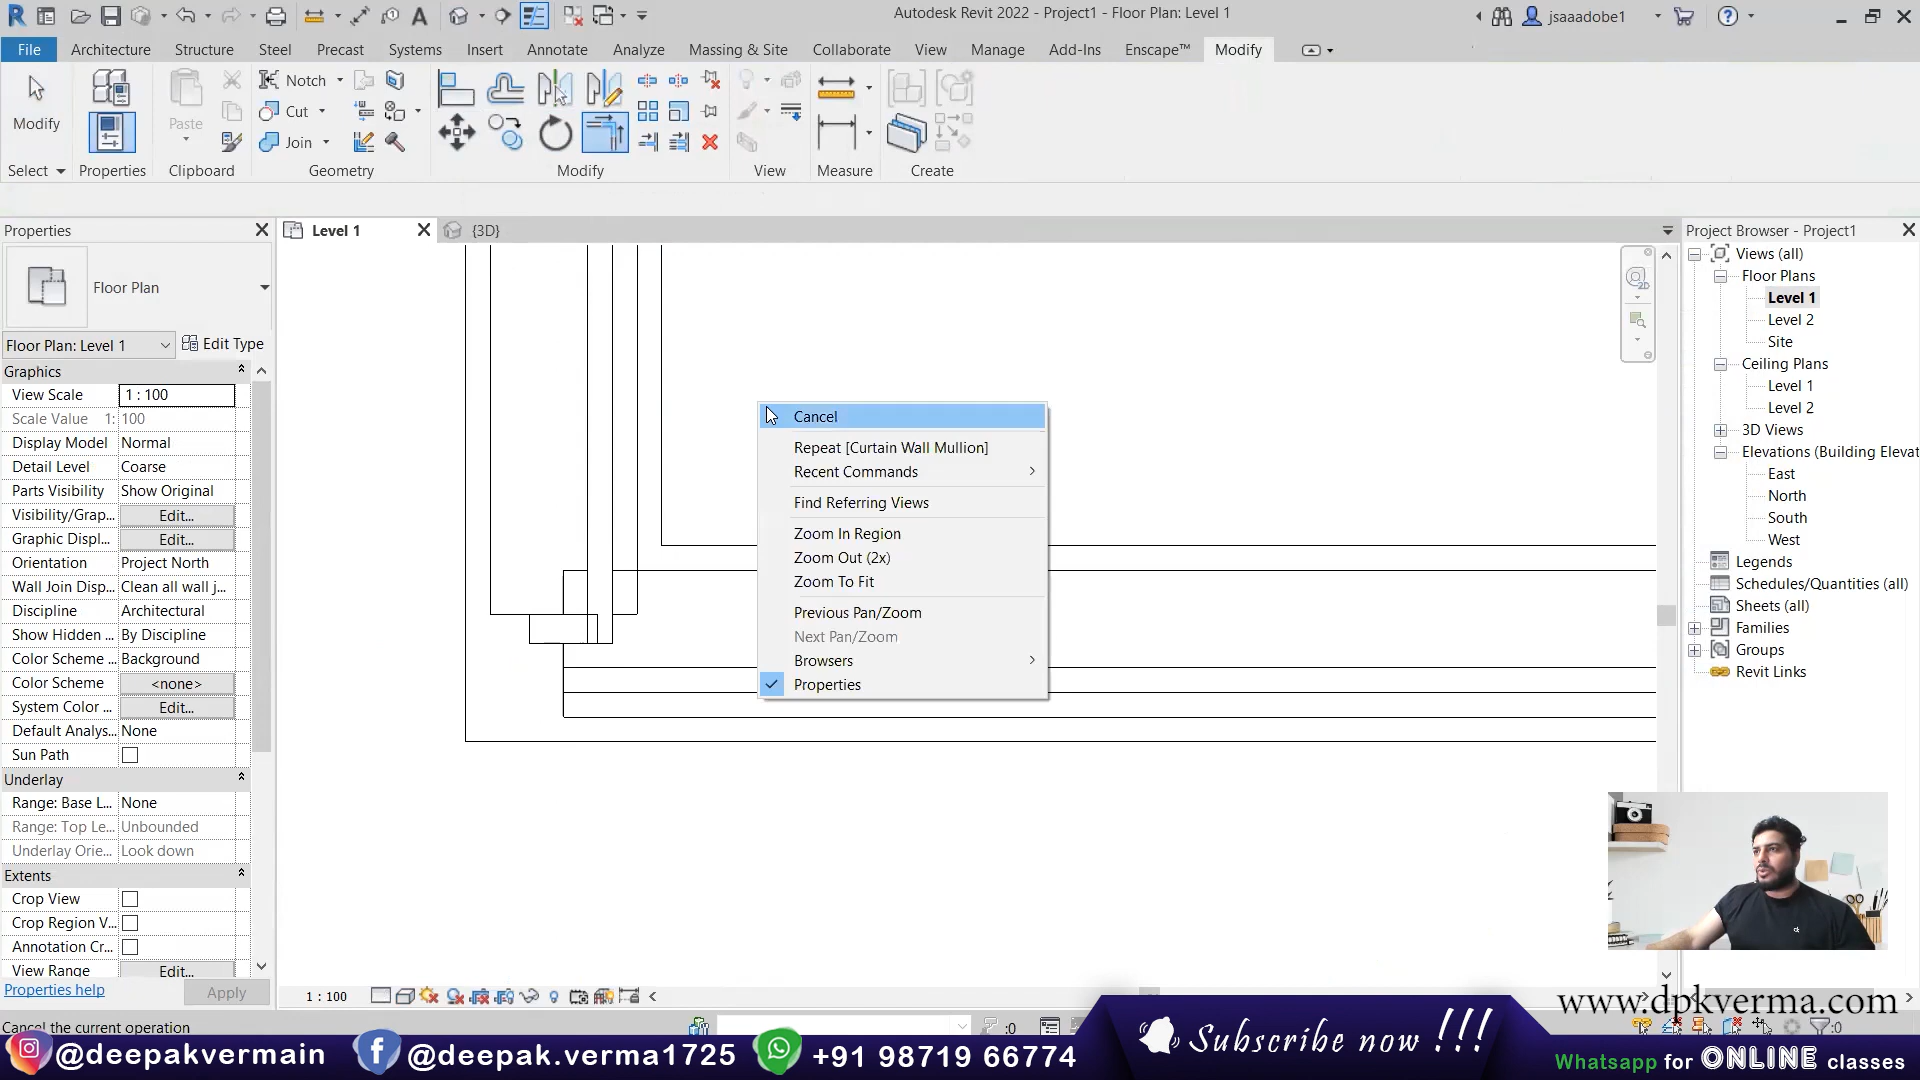 Autodesk Revit 2022 - Project1 - Floor Plan: Level 1
jsaaadobe1
File Architecture Structure Steel Precast Systems Insert Annotate Analyze Massing & Site Collaborate View Manage Add-Ins Enscape™ Modify
Modify
Paste
Notch
Cut
Join
Select Properties Clipboard Geometry Modify View Measure Create
Properties
Floor Plan
Floor Plan: Level 1 Edit Type
Graphics
View Scale 1 : 100
Scale Value 1: 100
Display Model Normal
Detail Level Coarse
Parts Visibility Show Original
Visibility/Grap... Edit...
Graphic Displ... Edit...
Orientation Project North
Wall Join Disp... Clean all wall j...
Discipline Architectural
Show Hidden ... By Discipline
Color Scheme ... Background
Color Scheme <none>
System Color ... Edit...
Default Analys... None
Sun Path
Underlay
Range: Base L... None
Range: Top Le... Unbounded
Underlay Orie... Look down
Extents
Crop View
Crop Region V...
Annotation Cr...
View Range Edit...
Properties help Apply
Level 1 {3D}
2D
Cancel
Repeat [Curtain Wall Mullion]
Recent Commands
Find Referring Views
Zoom In Region
Zoom Out (2x)
Zoom To Fit
Previous Pan/Zoom
Next Pan/Zoom
Browsers
Properties
Project Browser - Project1
Views (all)
Floor Plans
Level 1
Level 2
Site
Ceiling Plans
Level 1
Level 2
3D Views
Elevations (Building Elevat
East
North
South
West
Legends
Schedules/Quantities (all)
Sheets (all)
Families
Groups
Revit Links
1 : 100
Cancel the current operation
:0
:0
www.dpkverma.com
@deepakvermain
@deepak.verma1725
+91 98719 66774
Subscribe now !!!
Whatsapp for ONLINE classes